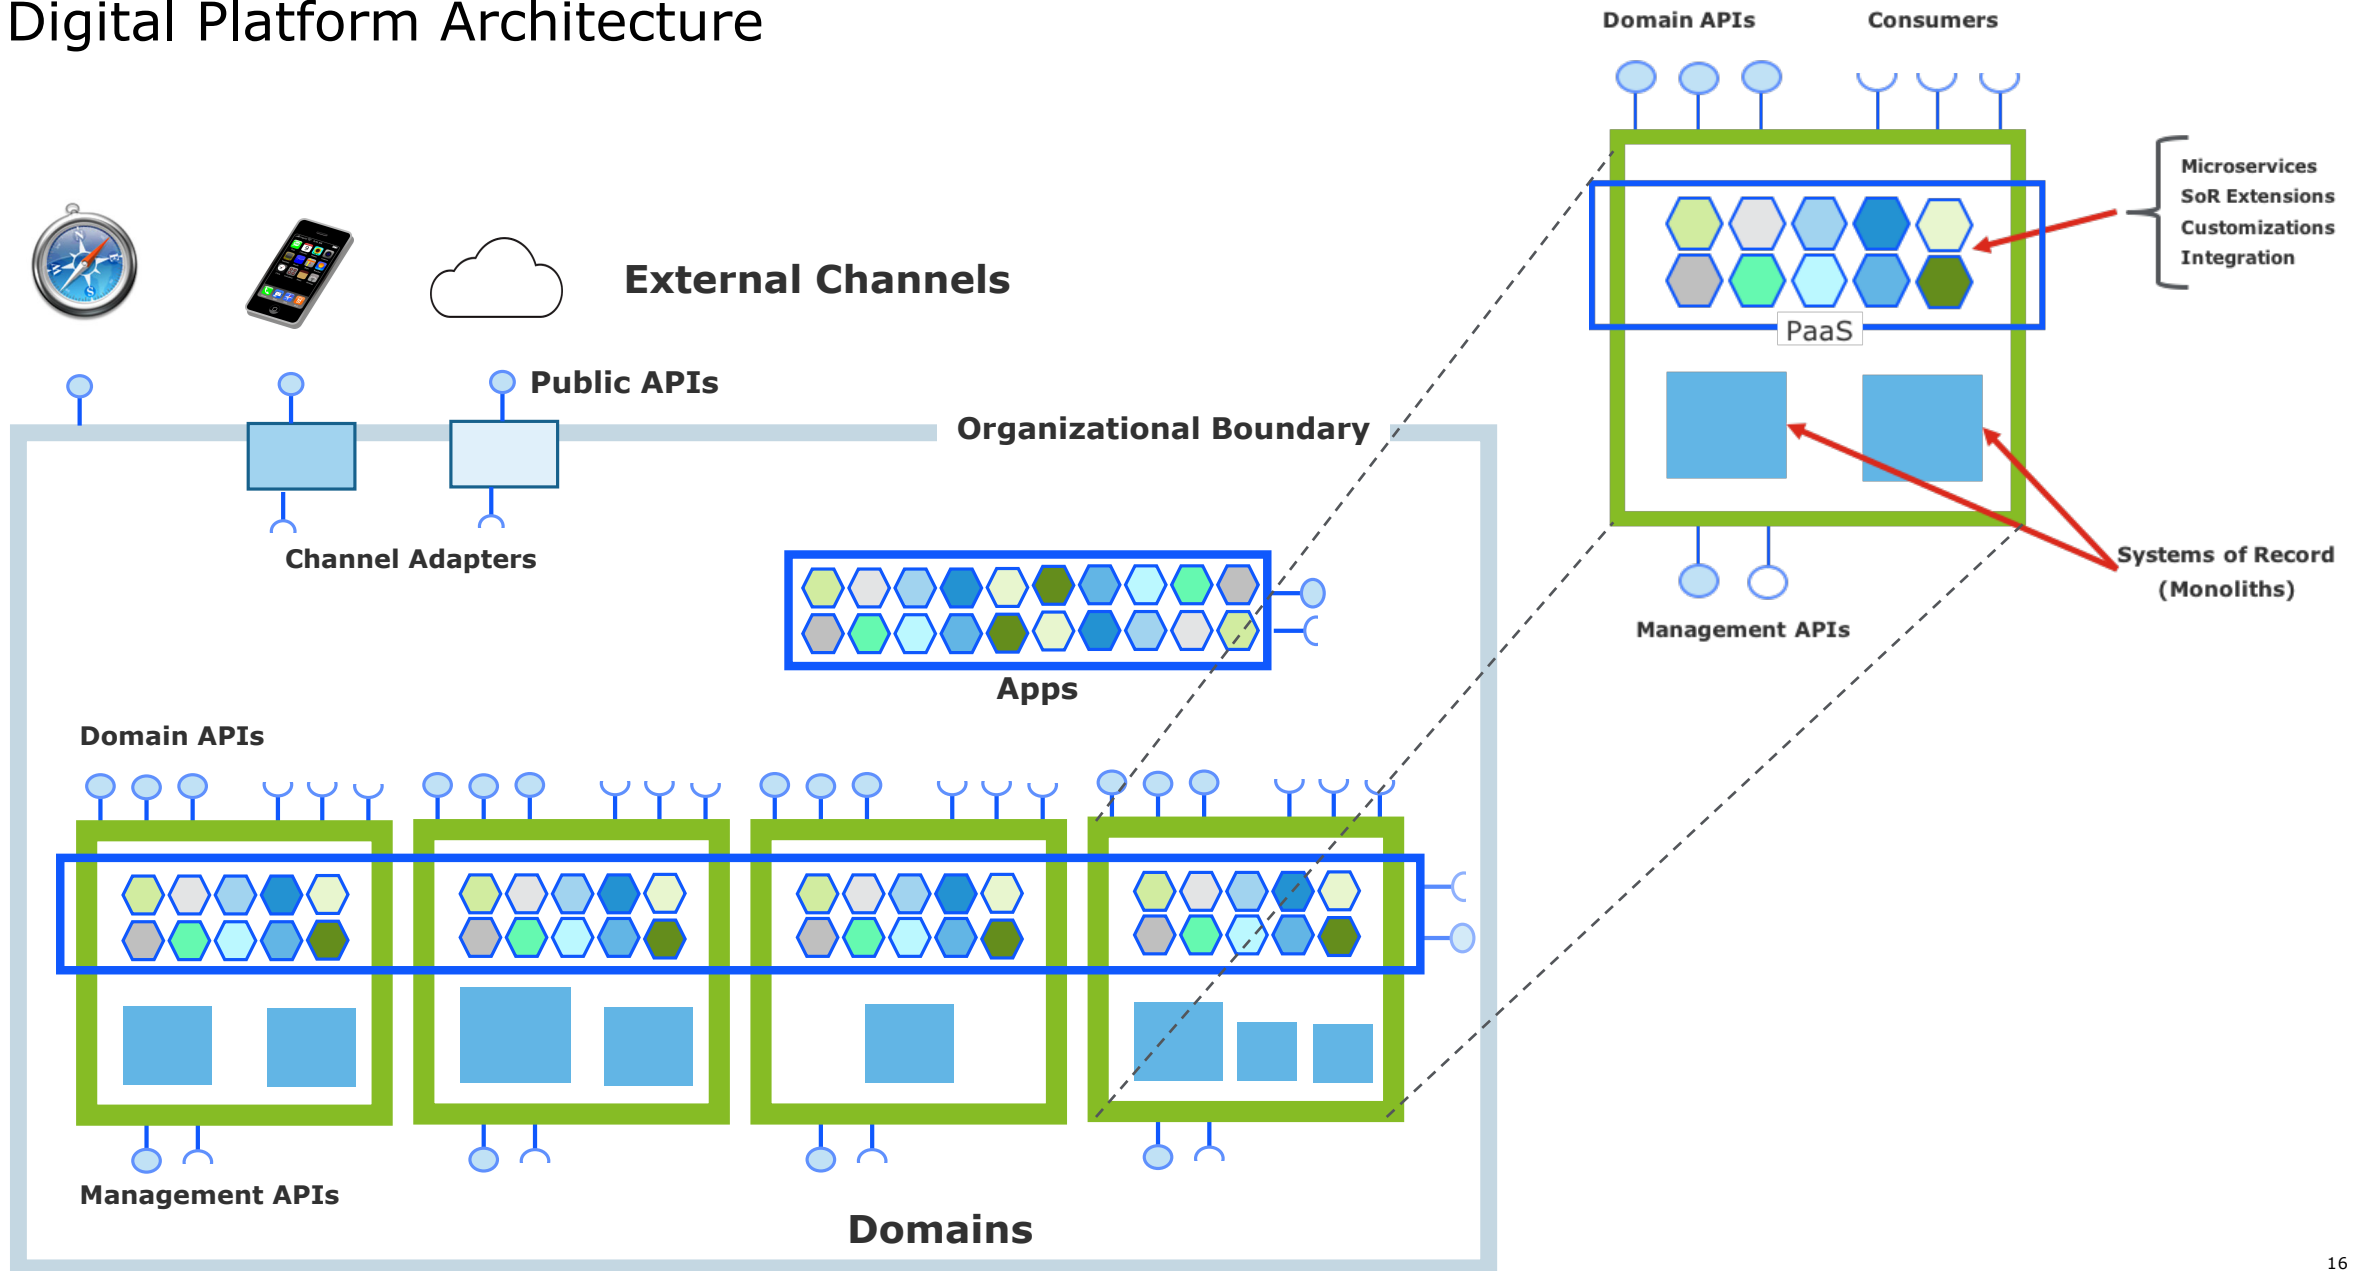 Digital Platform Architecture
Domain APIs
Consumers
Microservices
SoR Extensions
Customizations
Integration
PaaS
External Channels
Public APIs
Organizational Boundary
Channel Adapters
Systems of Record
(Monoliths)
Management APIs
Apps
Domain APIs
Management APIs
Domains
16